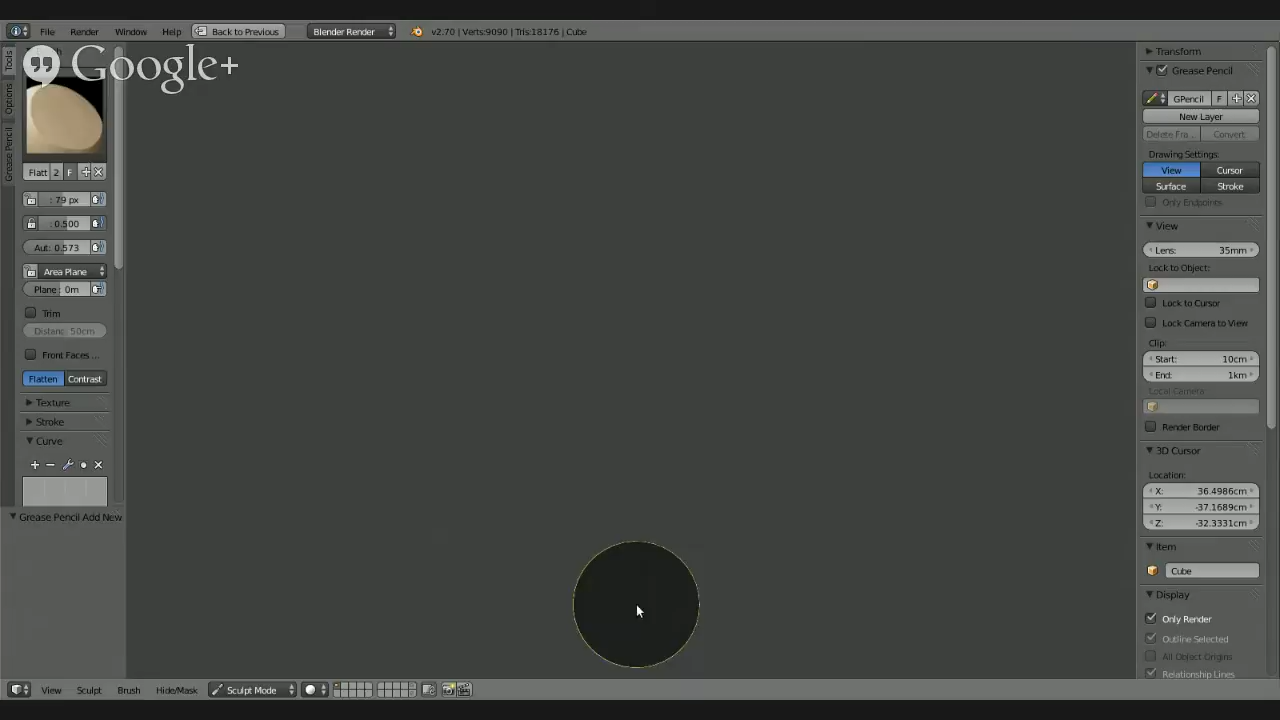 File Render Window Help Back to Previous Blender Render v2.70 | Verts:9090 | Tris:18176 | Cube
Google+
Tools
Options
Grease Pencil
Flatt 2 F
: 79 px
: 0.500
Aut: 0.573
Area Plane
Plane: 0m
Trim
Distanc: 50cm
Front Faces ...
Flatten Contrast
Texture
Stroke
Curve
Grease Pencil Add New
Transform
Grease Pencil
GPencil F
New Layer
Delete Fra... Convert
Drawing Settings:
View Cursor
Surface Stroke
Only Endpoints
View
Lens: 35mm
Lock to Object:
Lock to Cursor
Lock Camera to View
Clip:
Start: 10cm
End: 1km
Local Camera:
Render Border
3D Cursor
Location:
X: 36.4986cm
Y: -37.1689cm
Z: -32.3331cm
Item
Cube
Display
Only Render
Outline Selected
All Object Origins
Relationship Lines
View Sculpt Brush Hide/Mask Sculpt Mode